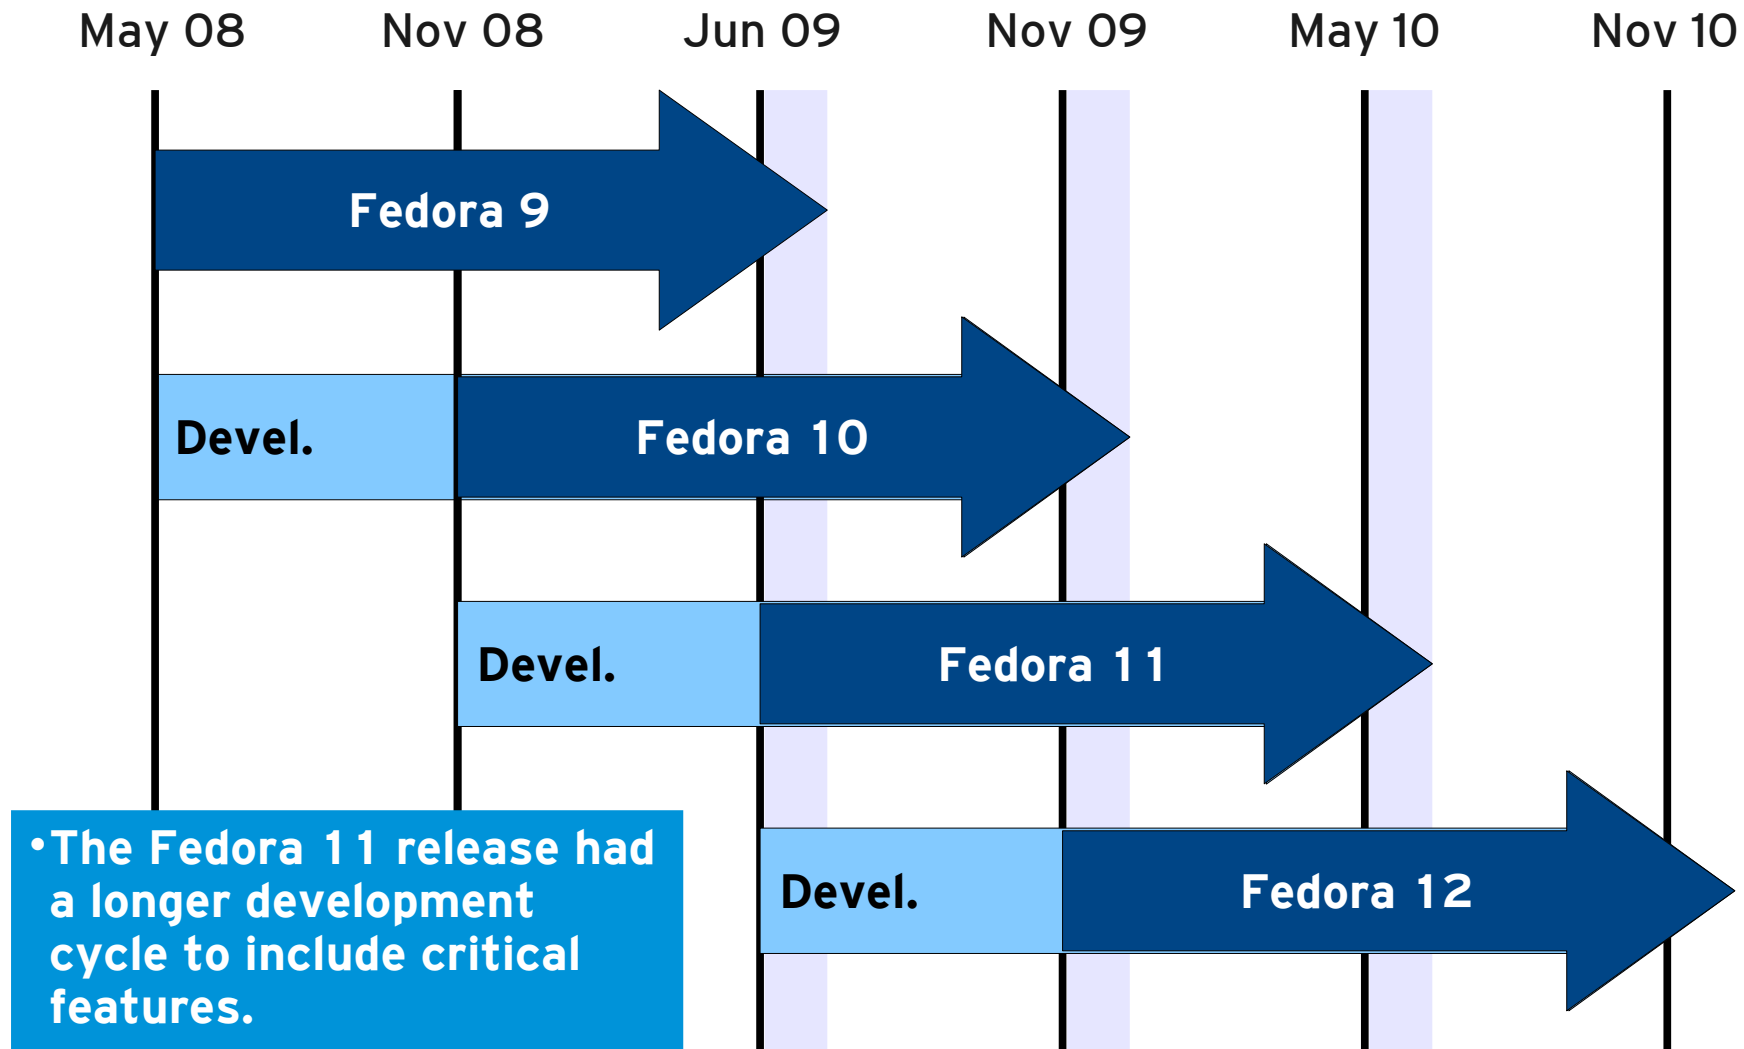 May 08 Nov 08 Jun 09 Nov 09 May 10 Nov 10
Fedora 9
Devel. Fedora 10
Devel. Fedora 11
Devel. Fedora 12
•The Fedora 11 release had
a longer development
cycle to include critical
features.